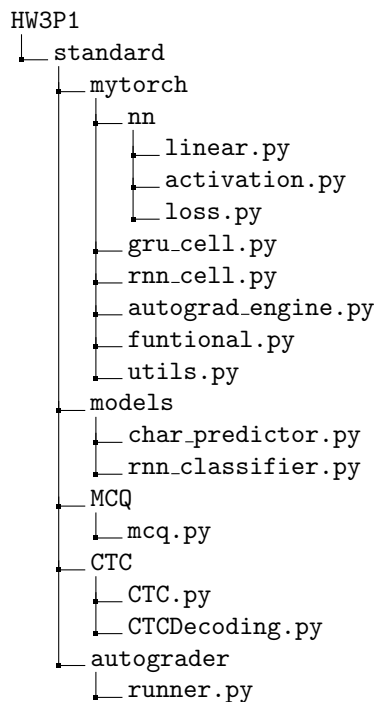 HW3P1
standard
mytorch
nn
linear.py
activation.py
loss.py
gru_cell.py
rnn_cell.py
autograd_engine.py
funtional.py
utils.py
models
char_predictor.py
rnn_classifier.py
MCQ
mcq.py
CTC
CTC.py
CTCDecoding.py
autograder
runner.py